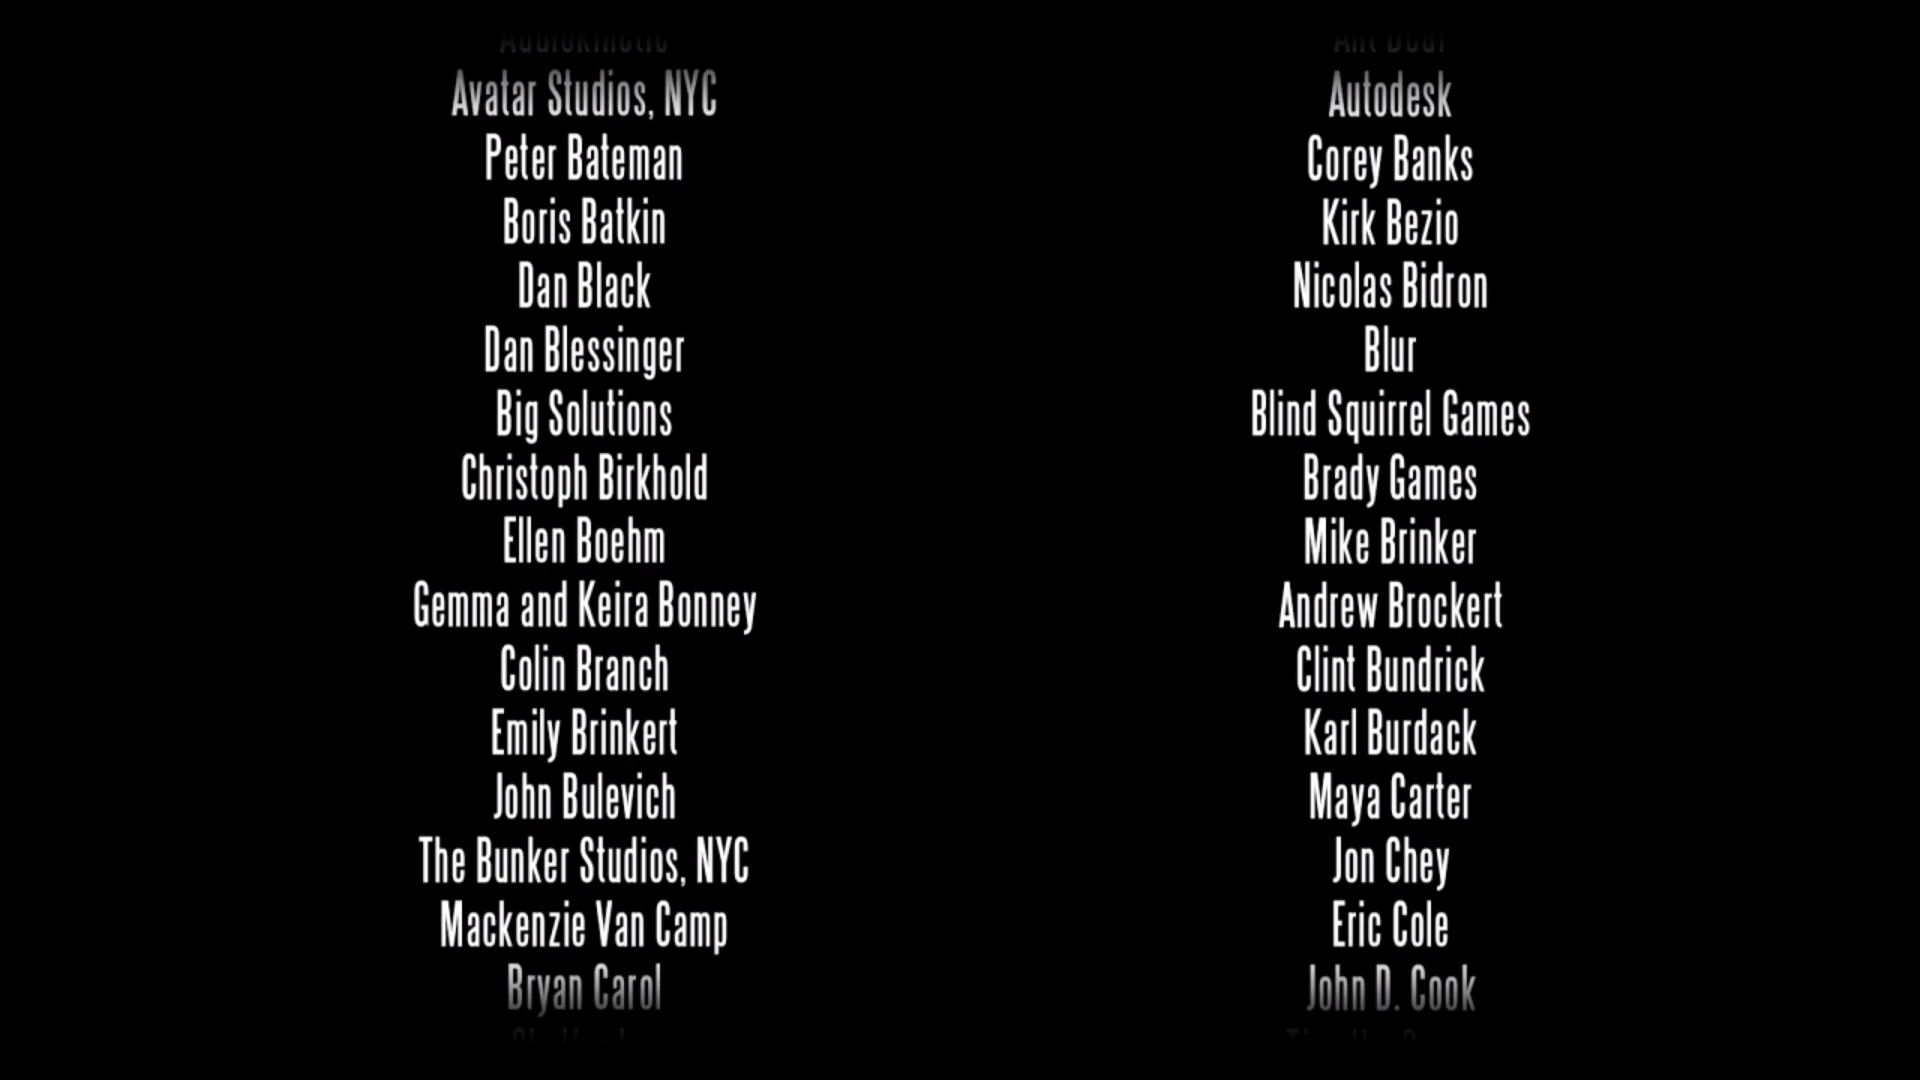 Audiokinetic
Avatar Studios, NYC
Autodesk
Peter Bateman
Corey Banks
Boris Batkin
Kirk Bezio
Dan Black
Nicolas Bidron
Dan Blessinger
Blur
Big Solutions
Blind Squirrel Games
Christoph Birkhold
Brady Games
Ellen Boehm
Mike Brinker
Gemma and Keira Bonney
Andrew Brockert
Colin Branch
Clint Bundrick
Emily Brinkert
Karl Burdack
John Bulevich
Maya Carter
The Bunker Studios, NYC
Jon Chey
Mackenzie Van Camp
Eric Cole
Bryan Carol
John D. Cook